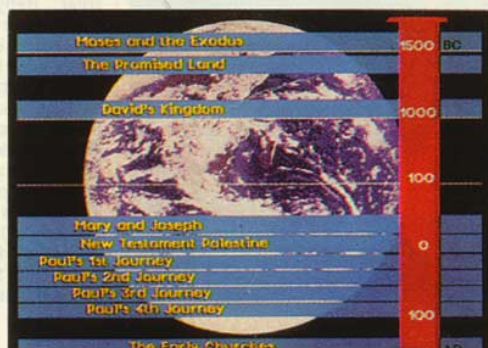 Moses and the Exodus 1500 BC
The Promised Land
David's Kingdom 1000
100
Mary and Joseph
New Testament Palestine 0
Paul's 1st Journey
Paul's 2nd Journey
Paul's 3rd Journey
Paul's 4th Journey 100
The Early Churches AD